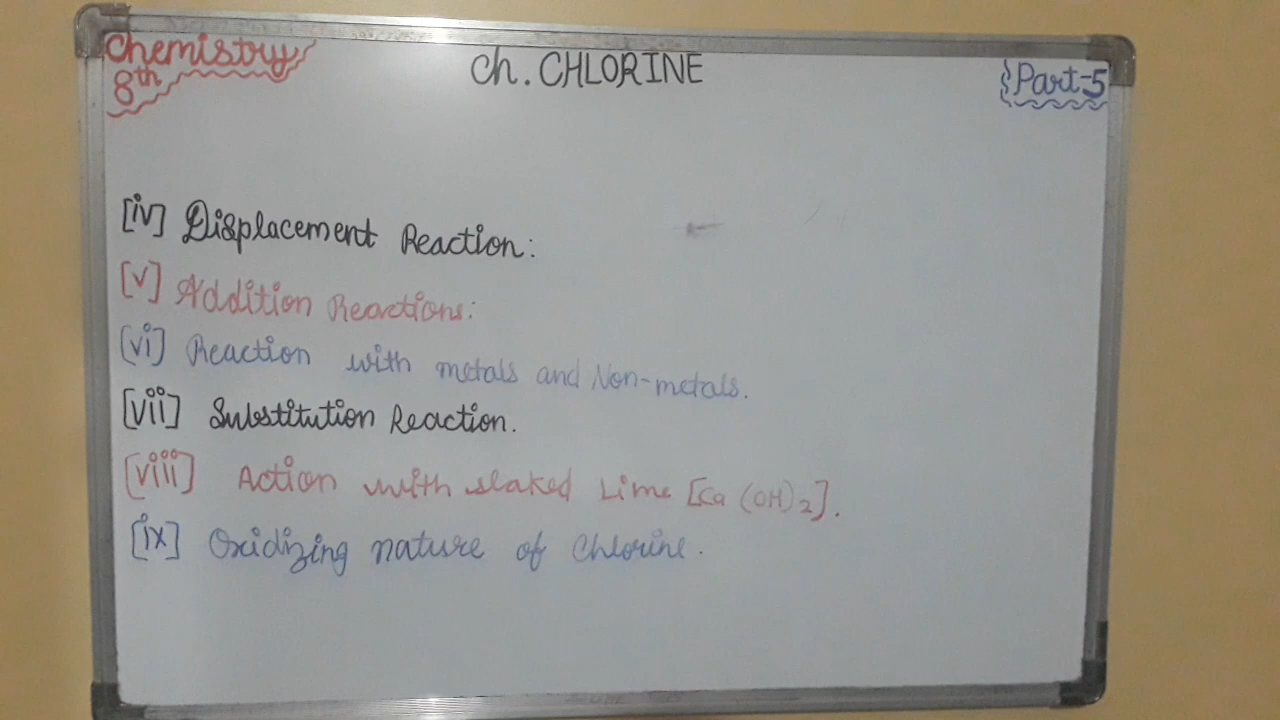 Chemistry
8th
Ch. CHLORINE
Part-5
[iv] Displacement Reaction:
[v] Addition Reactions:
[vi] Reaction with metals and Non-metals.
[vii] Substitution Reaction.
[viii] Action with slaked Lime [Ca(OH)2].
[ix] Oxidizing nature of Chlorine.